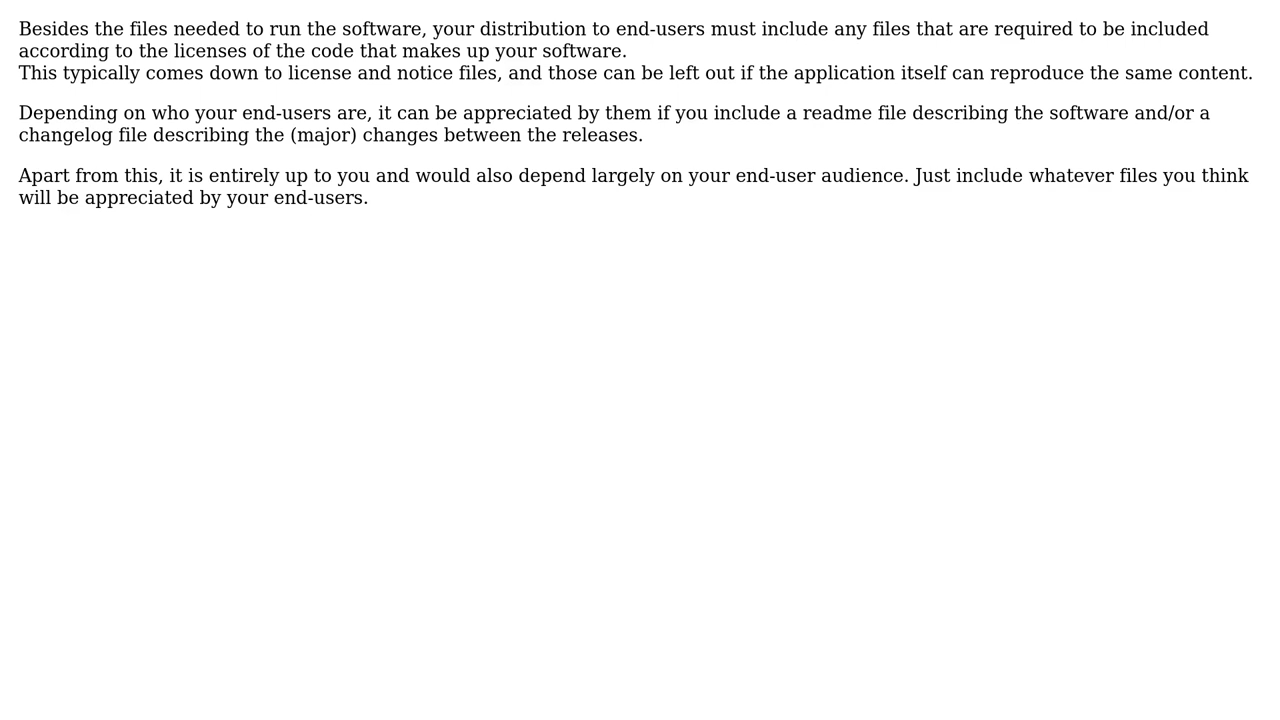 Besides the files needed to run the software, your distribution to end-users must include any files that are required to be included
according to the licenses of the code that makes up your software.
This typically comes down to license and notice files, and those can be left out if the application itself can reproduce the same content.
Depending on who your end-users are, it can be appreciated by them if you include a readme file describing the software and/or a
changelog file describing the (major) changes between the releases.
Apart from this, it is entirely up to you and would also depend largely on your end-user audience. Just include whatever files you think
will be appreciated by your end-users.